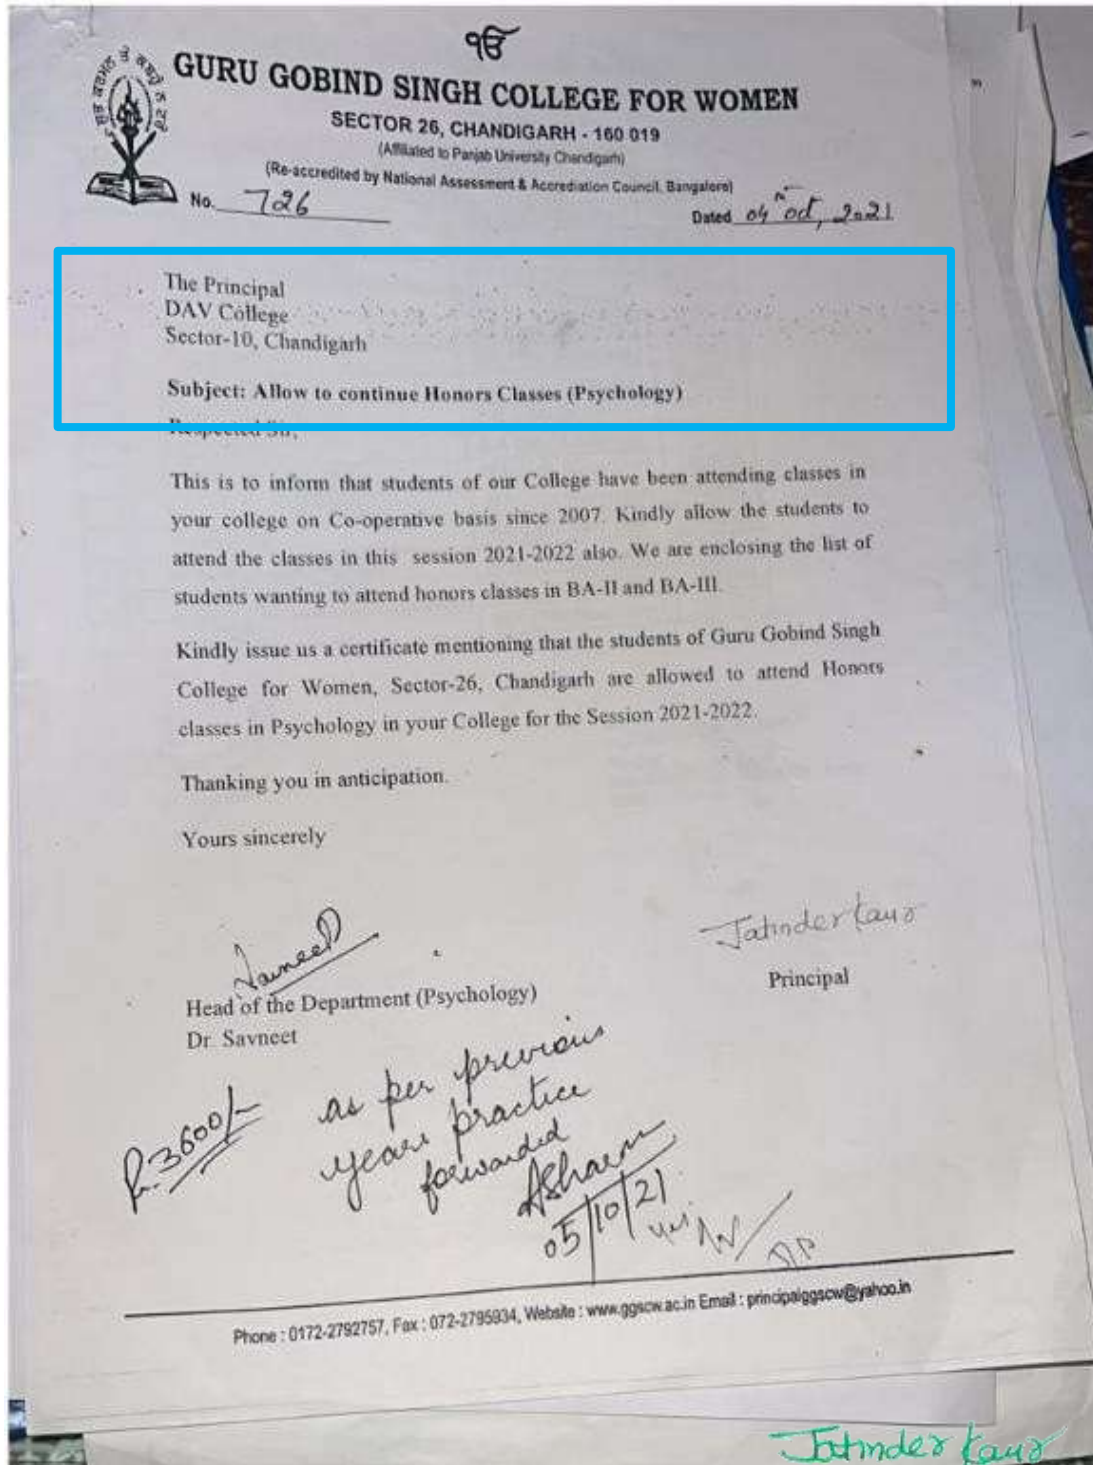 ੴ
GURU GOBIND SINGH COLLEGE FOR WOMEN
SECTOR 26, CHANDIGARH - 160 019
(Affiliated to Panjab University Chandigarh)
(Re-accredited by National Assessment & Accrediation Council, Bangalore)
No. 726
Dated 04 Oct, 2021
The Principal
DAV College
Sector-10, Chandigarh
Subject: Allow to continue Honors Classes (Psychology)
Respected Sir,
This is to inform that students of our College have been attending classes in
your college on Co-operative basis since 2007. Kindly allow the students to
attend the classes in this session 2021-2022 also. We are enclosing the list of
students wanting to attend honors classes in BA-II and BA-III.
Kindly issue us a certificate mentioning that the students of Guru Gobind Singh
College for Women, Sector-26, Chandigarh are allowed to attend Honors
classes in Psychology in your College for the Session 2021-2022.
Thanking you in anticipation.
Yours sincerely
Savneet
Jatinder Kaur
Head of the Department (Psychology)
Principal
Dr. Savneet
R.3600/-
as per previous
years practice
forwarded
ASharma
05/10/21
Phone : 0172-2792757, Fax : 072-2795934, Website : www.ggscw.ac.in Email : principalggscw@yahoo.in
Jatinder Kaur